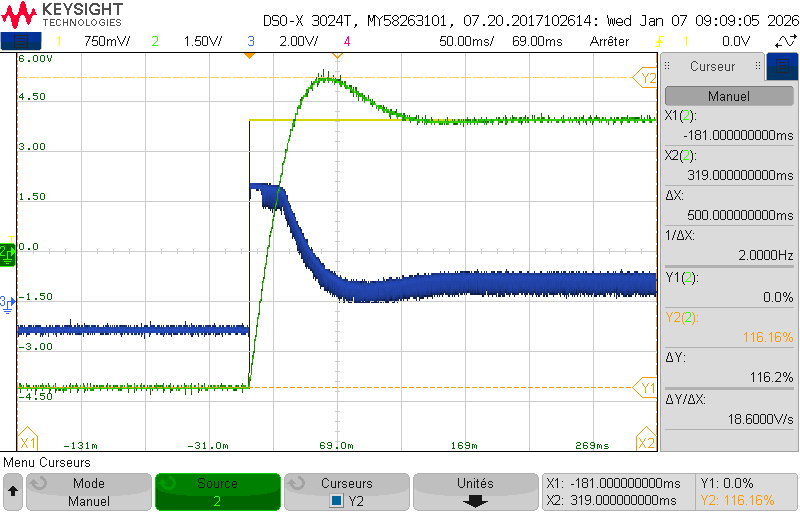 KEYSIGHT
TECHNOLOGIES
DSO-X 3024T, MY58263101, 07.20.2017102614: Wed Jan 07 09:09:05 2026
1 750mV/ 2 1.50V/ 3 2.00V/ 4 50.00ms/ 69.00ms Arrêter 1 0.0V
6.00V
4.50
3.00
1.50
0.0
-1.50
-3.00
-4.50
2
3
Y2
Y1
X1
X2
-131m -31.0m 69.0m 169m 269ms
Curseur
Manuel
X1(2):
-181.000000000ms
X2(2):
319.000000000ms
ΔX:
500.000000000ms
1/ΔX:
2.0000Hz
Y1(2):
0.0%
Y2(2):
116.16%
ΔY:
116.2%
ΔY/ΔX:
18.6000V/s
Menu Curseurs
Mode
Manuel
Source
2
Curseurs
Y2
Unités
X1: -181.000000000ms
X2: 319.000000000ms
Y1: 0.0%
Y2: 116.16%